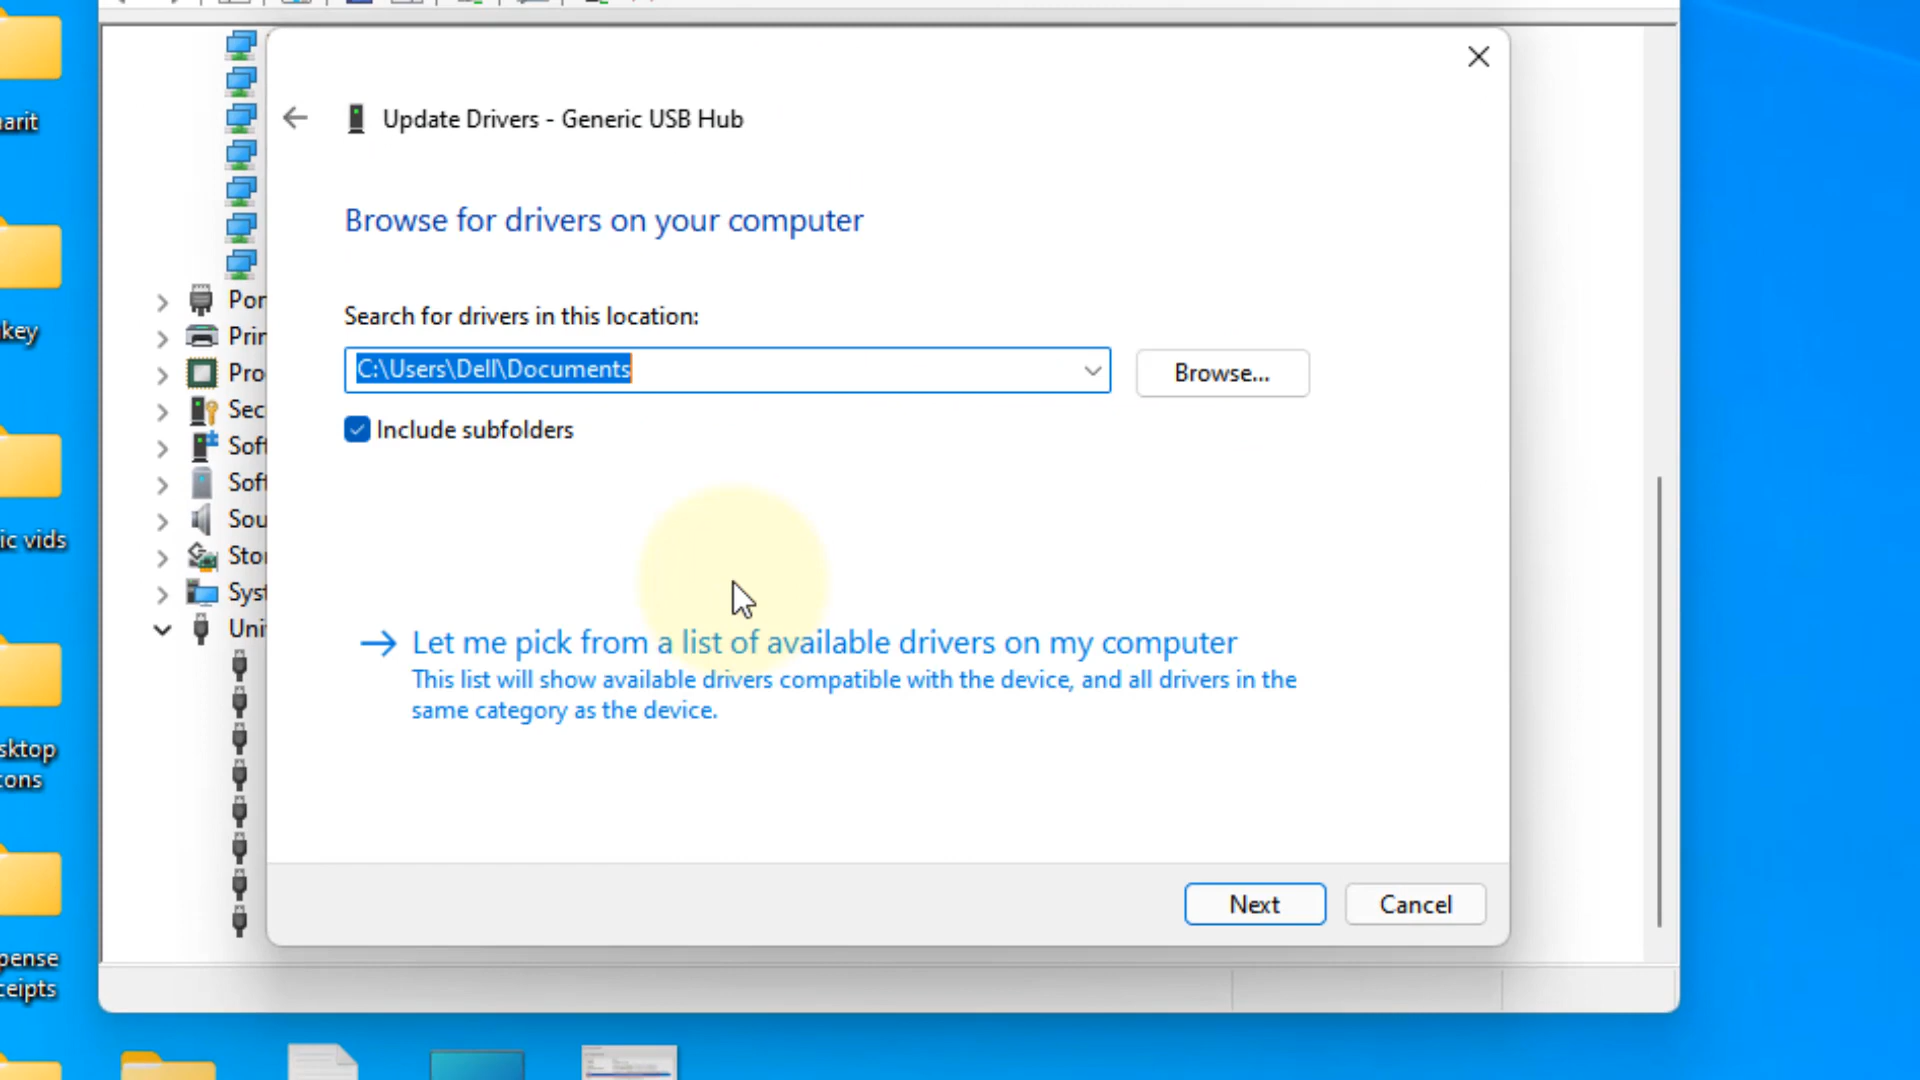 arit
key
ic vids
sktop
cons
pense
ceipts
Por
Prir
Pro
Sec
Soft
Soft
Sou
Stor
Syst
Uni
Update Drivers - Generic USB Hub
Browse for drivers on your computer
Search for drivers in this location:
C:\Users\Dell\Documents
Browse...
Include subfolders
Let me pick from a list of available drivers on my computer
This list will show available drivers compatible with the device, and all drivers in the
same category as the device.
Next
Cancel